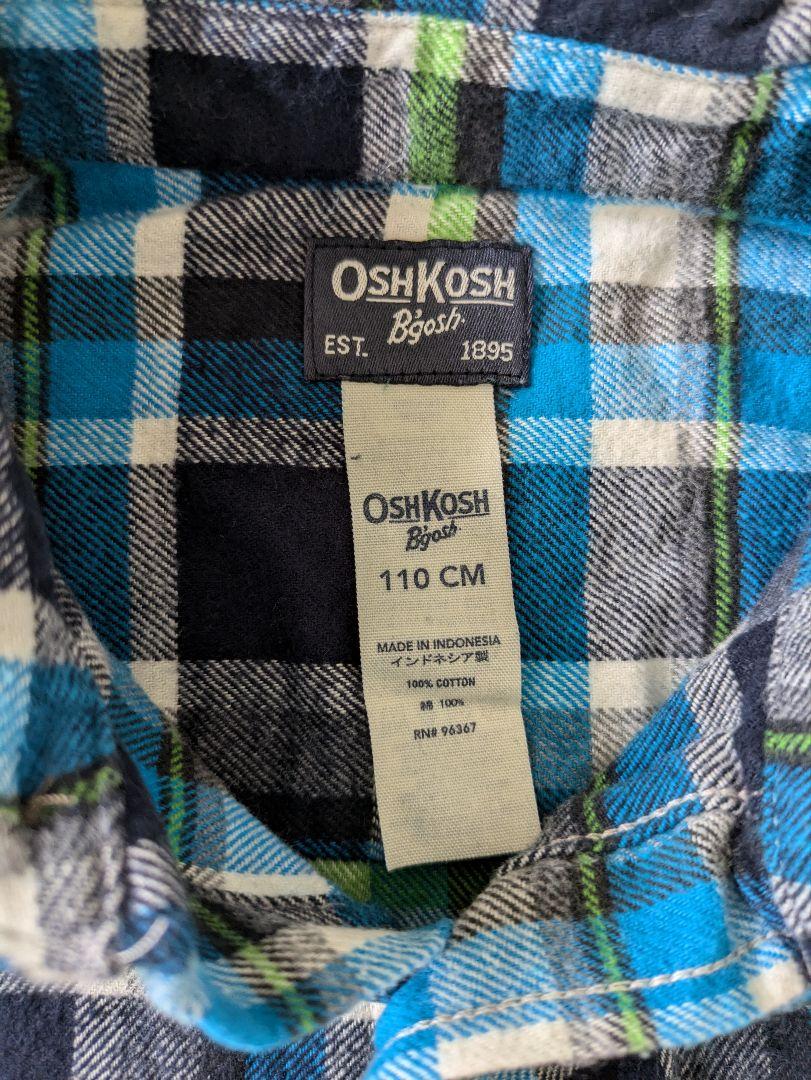 OSHKOSH
B'gosh.
EST. 1895
OSHKOSH
B'gosh
110 CM
MADE IN INDONESIA
インドネシア製
100% COTTON
綿 100%
RN# 96367